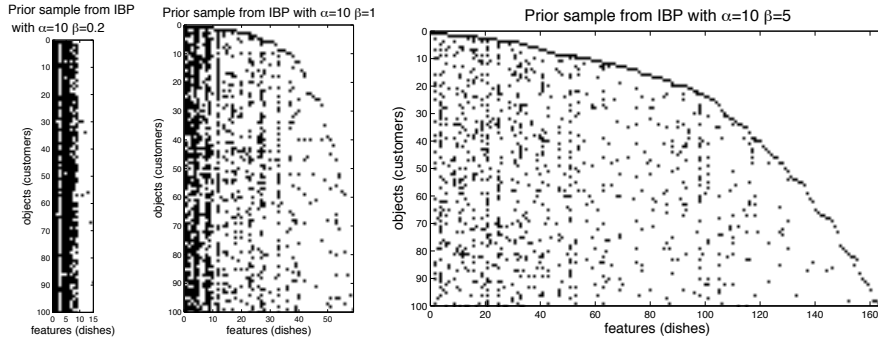 Prior sample from IBP
with α=10 β=0.2
0
10
20
30
40
50
60
70
80
90
100
objects (customers)
0 5 10 15
features (dishes)
Prior sample from IBP with α=10 β=1
0
10
20
30
40
50
60
70
80
90
100
objects (customers)
0 10 20 30 40 50
features (dishes)
Prior sample from IBP with α=10 β=5
0
10
20
30
40
50
60
70
80
90
100
objects (customers)
0 20 40 60 80 100 120 140 160
features (dishes)